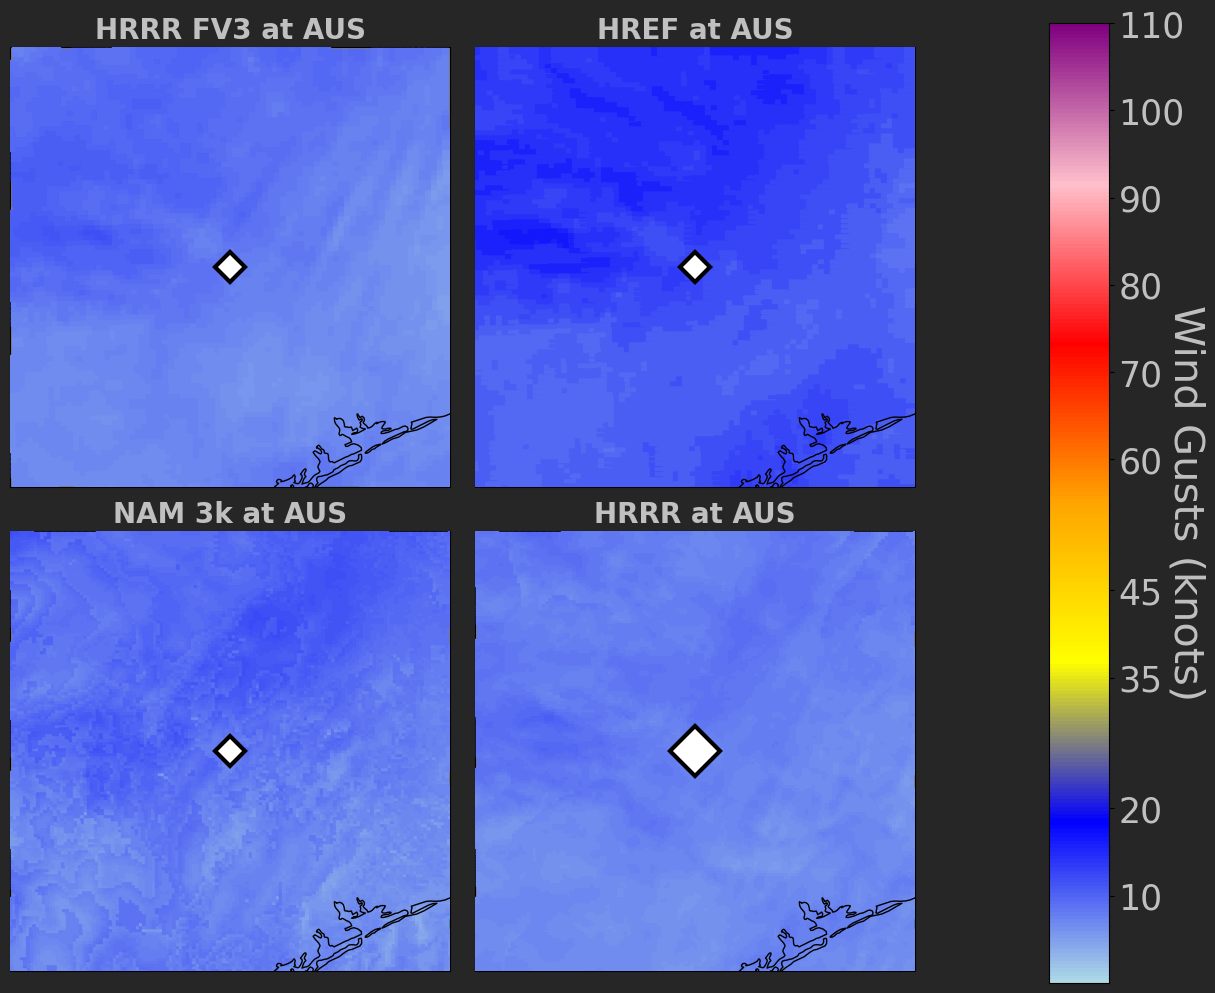 HRRR FV3 at AUS
HREF at AUS
NAM 3k at AUS
HRRR at AUS
110
100
90
80
70
60
45
35
20
10
Wind Gusts (knots)